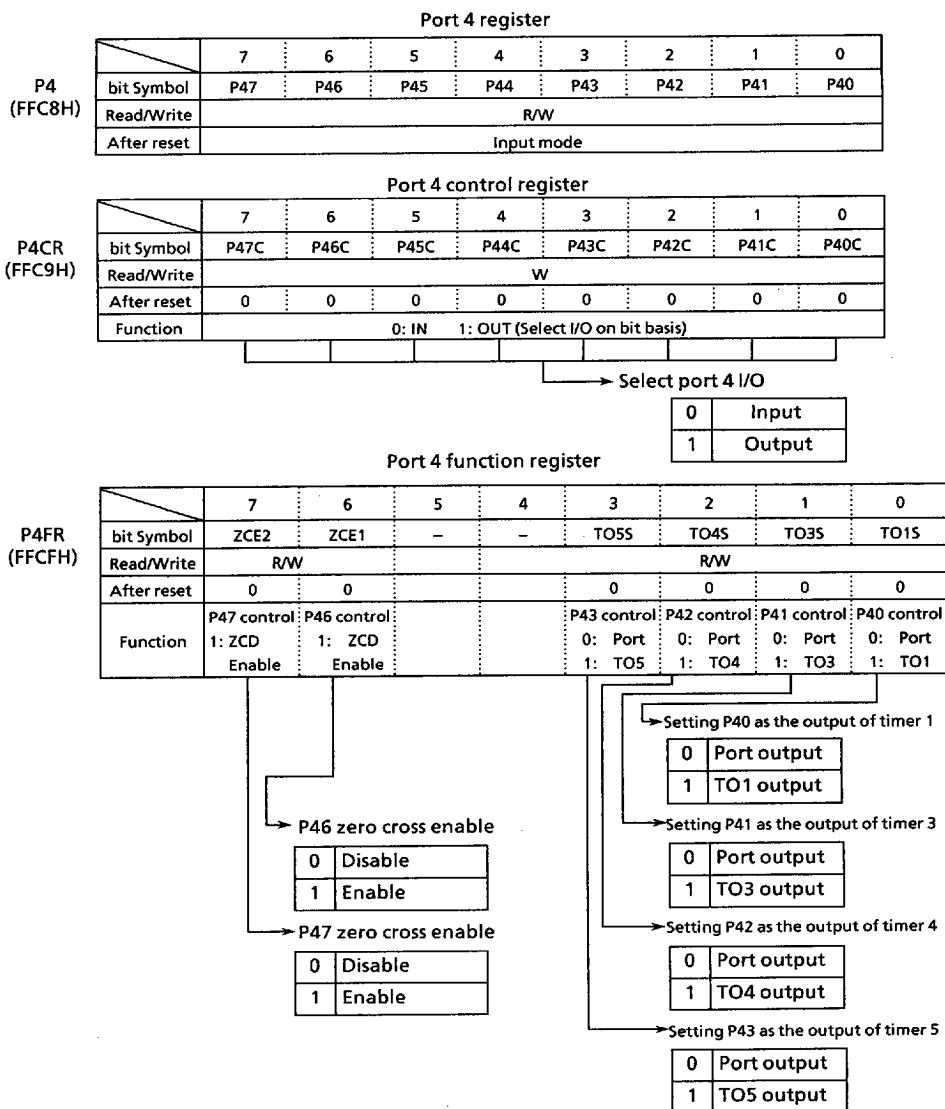 Port 4 register
7 6 5 4 3 2 1 0
P4 (FFC8H)
bit Symbol P47 P46 P45 P44 P43 P42 P41 P40
Read/Write R/W
After reset Input mode
Port 4 control register
7 6 5 4 3 2 1 0
P4CR (FFC9H)
bit Symbol P47C P46C P45C P44C P43C P42C P41C P40C
Read/Write W
After reset 0 0 0 0 0 0 0 0
Function 0: IN 1: OUT (Select I/O on bit basis)
Select port 4 I/O
0 Input
1 Output
Port 4 function register
7 6 5 4 3 2 1 0
P4FR (FFCFH)
bit Symbol ZCE2 ZCE1 – – TO5S TO4S TO3S TO1S
Read/Write R/W R/W
After reset 0 0 0 0 0 0
Function
P47 control P46 control P43 control P42 control P41 control P40 control
1: ZCD 1: ZCD 0: Port 0: Port 0: Port 0: Port
Enable Enable 1: TO5 1: TO4 1: TO3 1: TO1
Setting P40 as the output of timer 1
0 Port output
1 TO1 output
P46 zero cross enable
0 Disable
1 Enable
Setting P41 as the output of timer 3
0 Port output
1 TO3 output
P47 zero cross enable
0 Disable
1 Enable
Setting P42 as the output of timer 4
0 Port output
1 TO4 output
Setting P43 as the output of timer 5
0 Port output
1 TO5 output